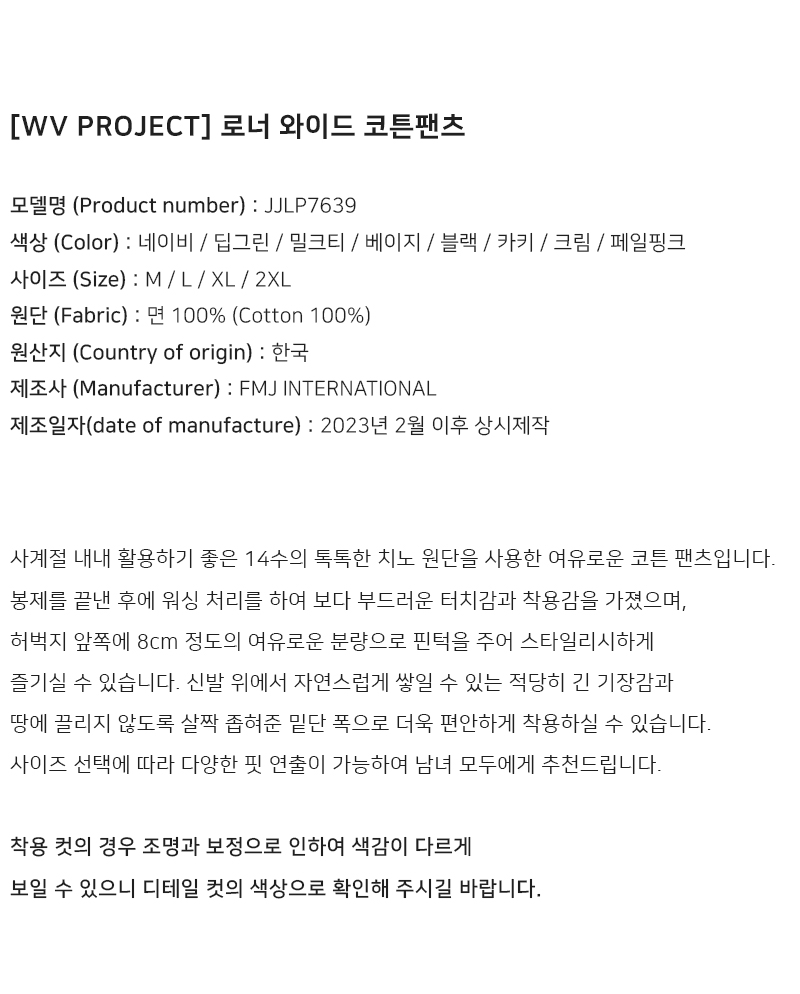 [WV PROJECT] 로너 와이드 코튼팬츠
모델명 (Product number) : JJLP7639
색상 (Color) : 네이비 / 딥그린 / 밀크티 / 베이지 / 블랙 / 카키 / 크림 / 페일핑크
사이즈 (Size) : M / L / XL / 2XL
원단 (Fabric) : 면 100% (Cotton 100%)
원산지 (Country of origin) : 한국
제조사 (Manufacturer) : FMJ INTERNATIONAL
제조일자(date of manufacture) : 2023년 2월 이후 상시제작
사계절 내내 활용하기 좋은 14수의 톡톡한 치노 원단을 사용한 여유로운 코튼 팬츠입니다.
봉제를 끝낸 후에 워싱 처리를 하여 보다 부드러운 터치감과 착용감을 가졌으며,
허벅지 앞쪽에 8cm 정도의 여유로운 분량으로 핀턱을 주어 스타일리시하게
즐기실 수 있습니다. 신발 위에서 자연스럽게 쌓일 수 있는 적당히 긴 기장감과
땅에 끌리지 않도록 살짝 좁혀준 밑단 폭으로 더욱 편안하게 착용하실 수 있습니다.
사이즈 선택에 따라 다양한 핏 연출이 가능하여 남녀 모두에게 추천드립니다.
착용 컷의 경우 조명과 보정으로 인하여 색감이 다르게
보일 수 있으니 디테일 컷의 색상으로 확인해 주시길 바랍니다.